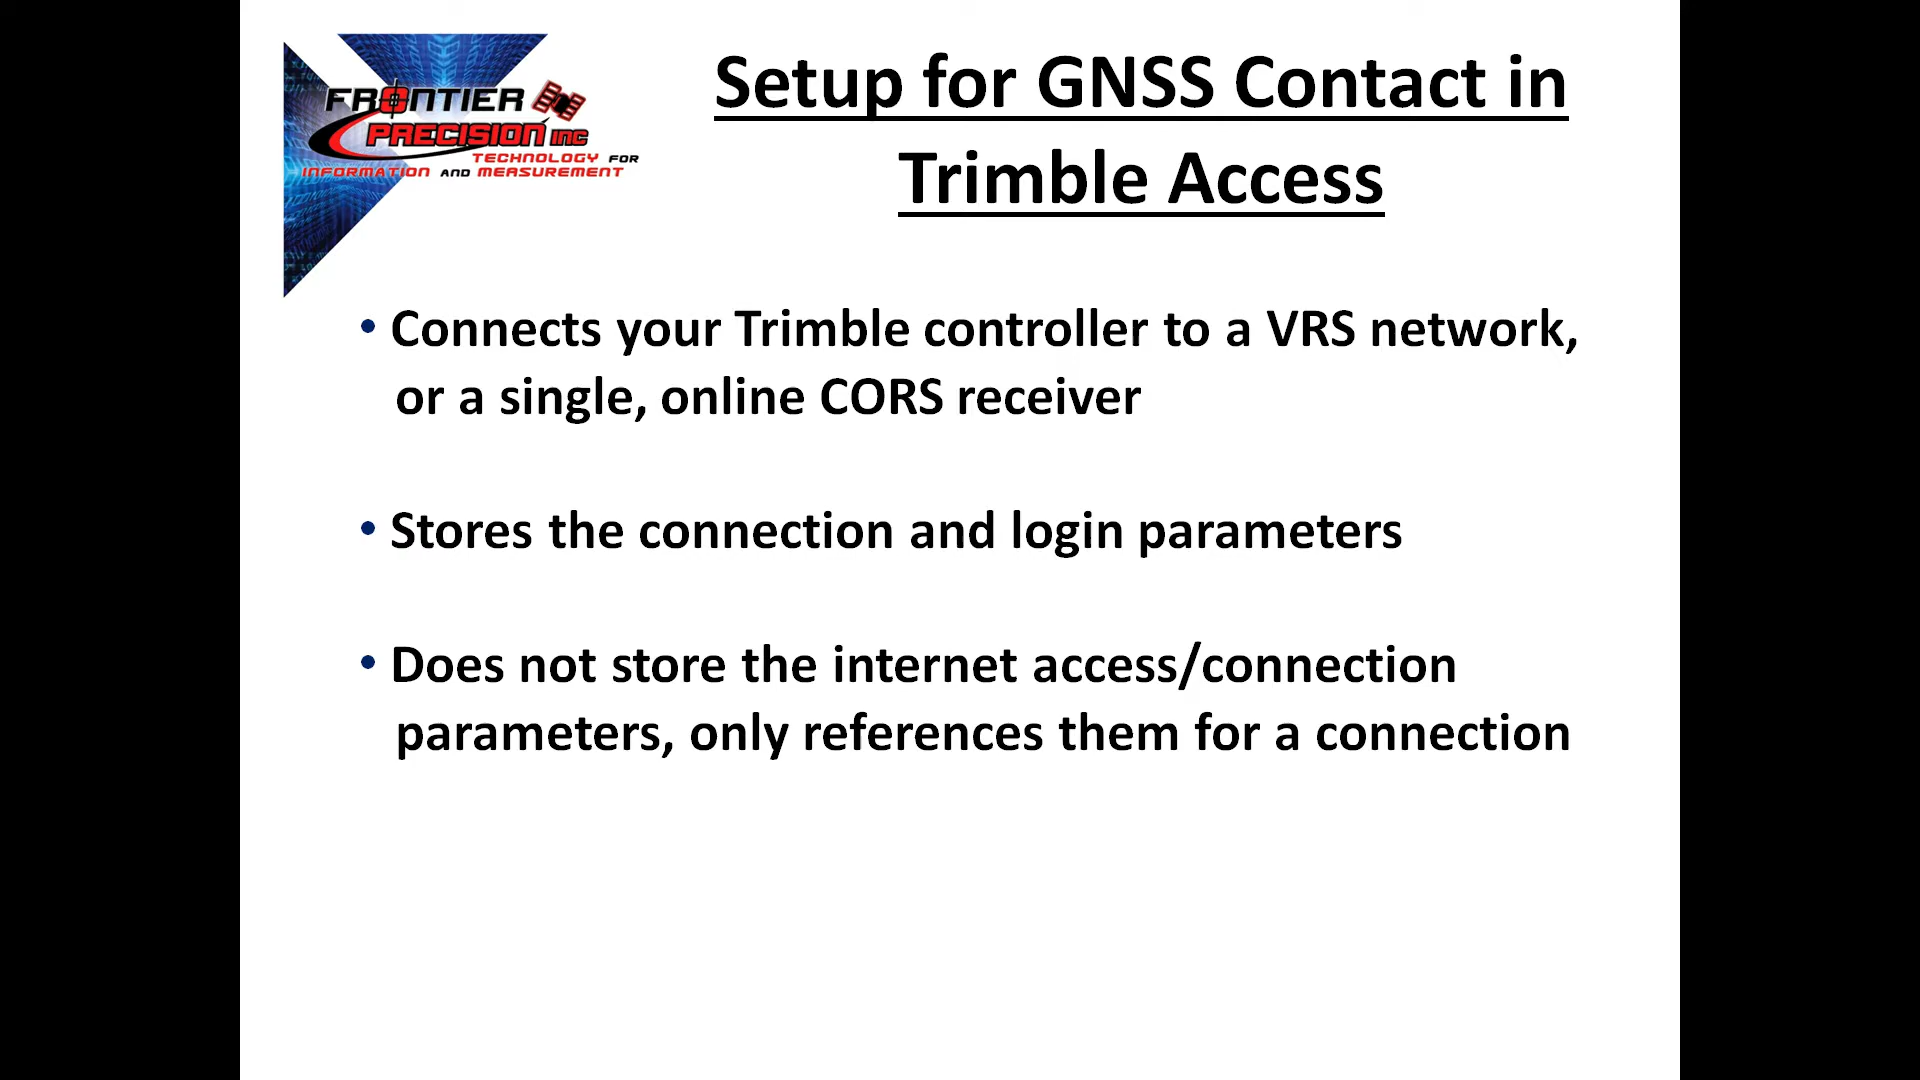 FRONTIER
PRECISION INC
TECHNOLOGY FOR
INFORMATION AND MEASUREMENT
Setup for GNSS Contact in
Trimble Access
• Connects your Trimble controller to a VRS network,
or a single, online CORS receiver
• Stores the connection and login parameters
• Does not store the internet access/connection
parameters, only references them for a connection